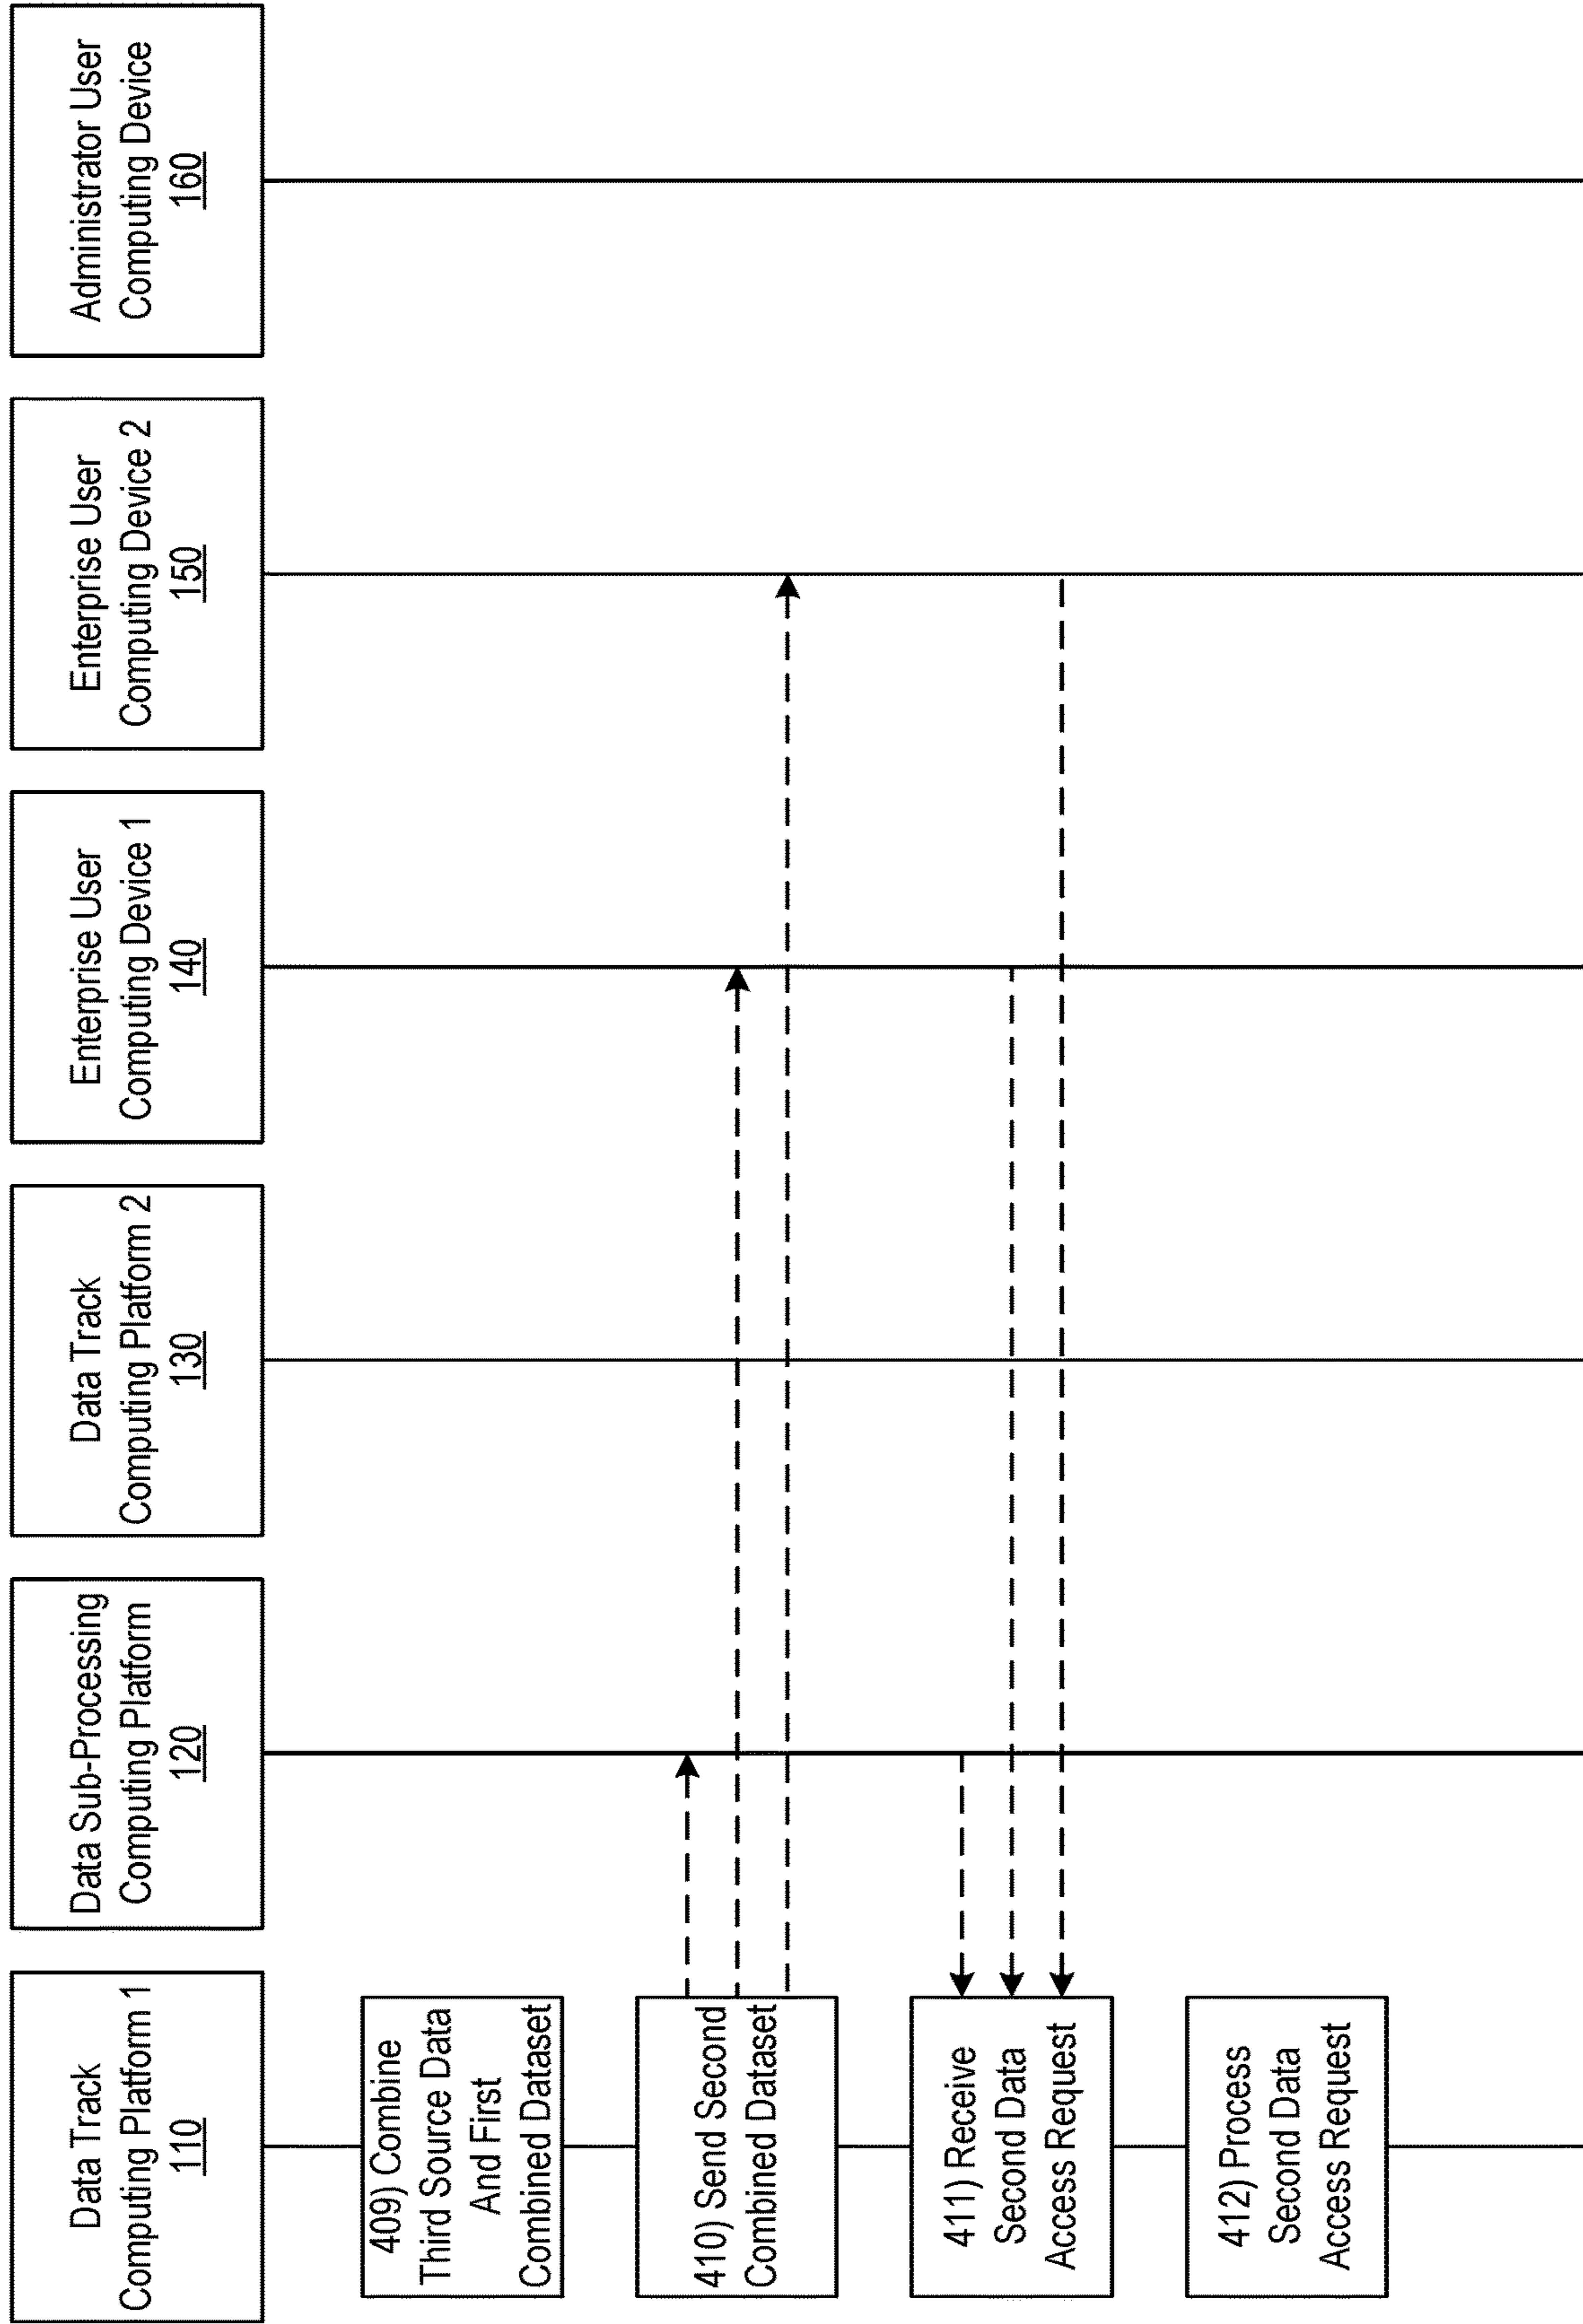 Data Track
Computing Platform 1
110
Data Sub-Processing
Computing Platform
120
Data Track
Computing Platform 2
130
Enterprise User
Computing Device 1
140
Enterprise User
Computing Device 2
150
Administrator User
Computing Device
160
409) Combine
Third Source Data
And First
Combined Dataset
410) Send Second
Combined Dataset
411) Receive
Second Data
Access Request
412) Process
Second Data
Access Request